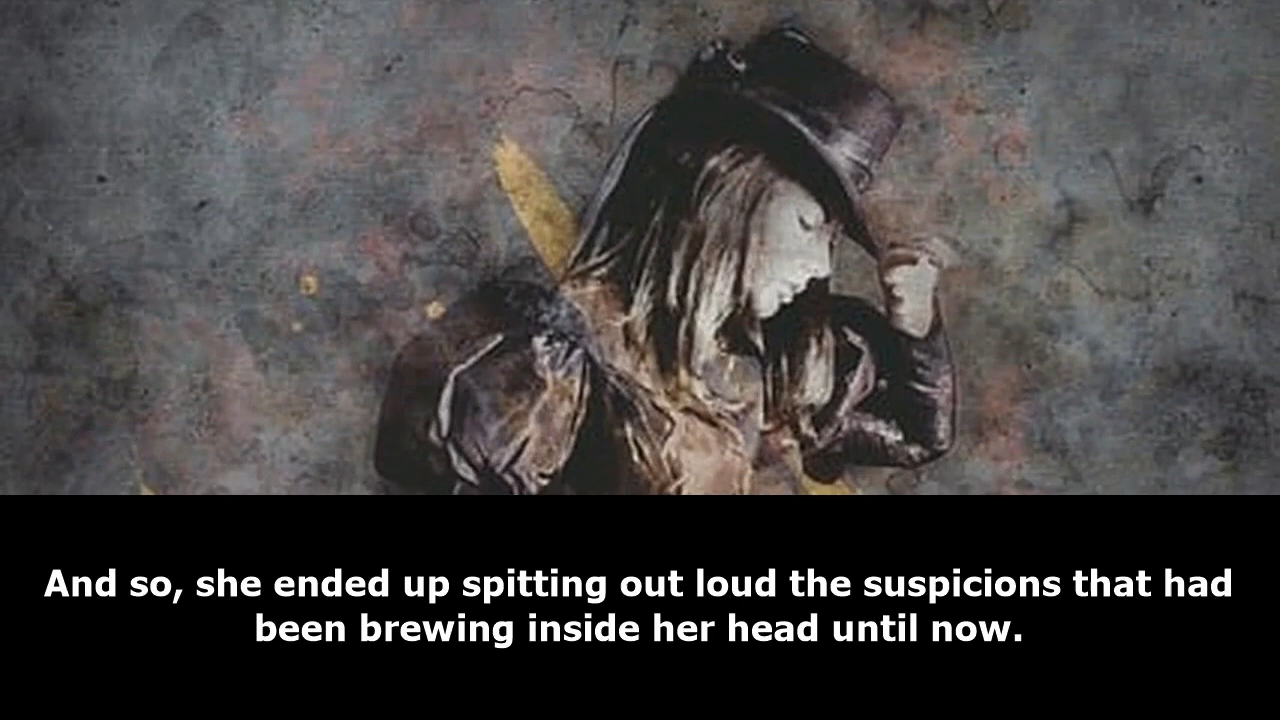 And so, she ended up spitting out loud the suspicions that had
been brewing inside her head until now.